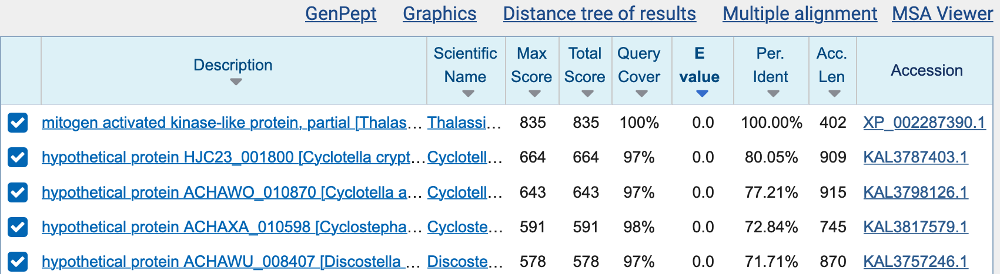 GenPept Graphics Distance tree of results Multiple alignment MSA Viewer
Description Scientific Name Max Score Total Score Query Cover E value Per. Ident Acc. Len Accession
mitogen activated kinase-like protein, partial [Thalas... Thalassi... 835 835 100% 0.0 100.00% 402 XP_002287390.1
hypothetical protein HJC23_001800 [Cyclotella crypt... Cyclotell... 664 664 97% 0.0 80.05% 909 KAL3787403.1
hypothetical protein ACHAWO_010870 [Cyclotella a... Cyclotell... 643 643 97% 0.0 77.21% 915 KAL3798126.1
hypothetical protein ACHAXA_010598 [Cyclostepha... Cycloste... 591 591 98% 0.0 72.84% 745 KAL3817579.1
hypothetical protein ACHAWU_008407 [Discostella ... Discoste... 578 578 97% 0.0 71.71% 870 KAL3757246.1